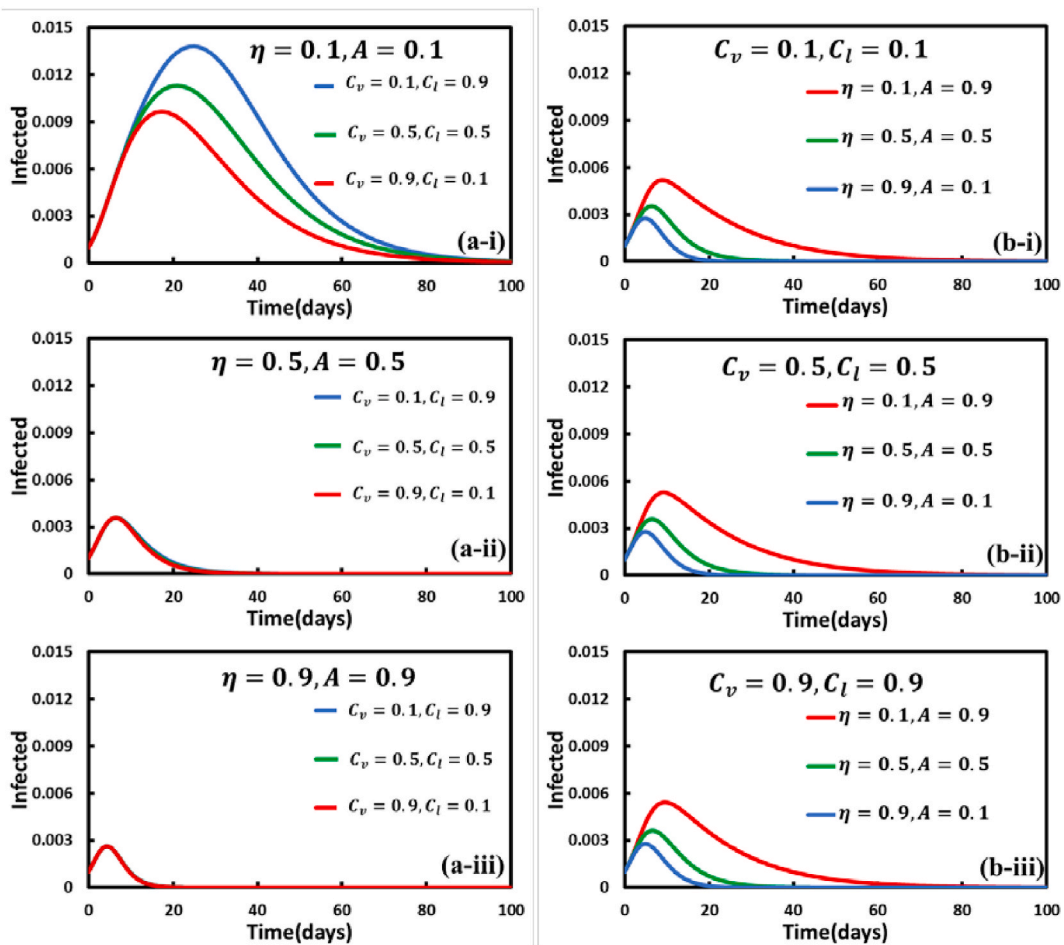 0.015
0.012
0.009
0.006
0.003
0
Infected
η = 0.1, A = 0.1
C_v = 0.1, C_l = 0.9
C_v = 0.5, C_l = 0.5
C_v = 0.9, C_l = 0.1
(a-i)
0 20 40 60 80 100
Time(days)
0.015
0.012
0.009
0.006
0.003
0
Infected
C_v = 0.1, C_l = 0.1
η = 0.1, A = 0.9
η = 0.5, A = 0.5
η = 0.9, A = 0.1
(b-i)
0 20 40 60 80 100
Time(days)
0.015
0.012
0.009
0.006
0.003
0
Infected
η = 0.5, A = 0.5
C_v = 0.1, C_l = 0.9
C_v = 0.5, C_l = 0.5
C_v = 0.9, C_l = 0.1
(a-ii)
0 20 40 60 80 100
Time(days)
0.015
0.012
0.009
0.006
0.003
0
Infected
C_v = 0.5, C_l = 0.5
η = 0.1, A = 0.9
η = 0.5, A = 0.5
η = 0.9, A = 0.1
(b-ii)
0 20 40 60 80 100
Time(days)
0.015
0.012
0.009
0.006
0.003
0
Infected
η = 0.9, A = 0.9
C_v = 0.1, C_l = 0.9
C_v = 0.5, C_l = 0.5
C_v = 0.9, C_l = 0.1
(a-iii)
0 20 40 60 80 100
Time(days)
0.015
0.012
0.009
0.006
0.003
0
Infected
C_v = 0.9, C_l = 0.9
η = 0.1, A = 0.9
η = 0.5, A = 0.5
η = 0.9, A = 0.1
(b-iii)
0 20 40 60 80 100
Time(days)